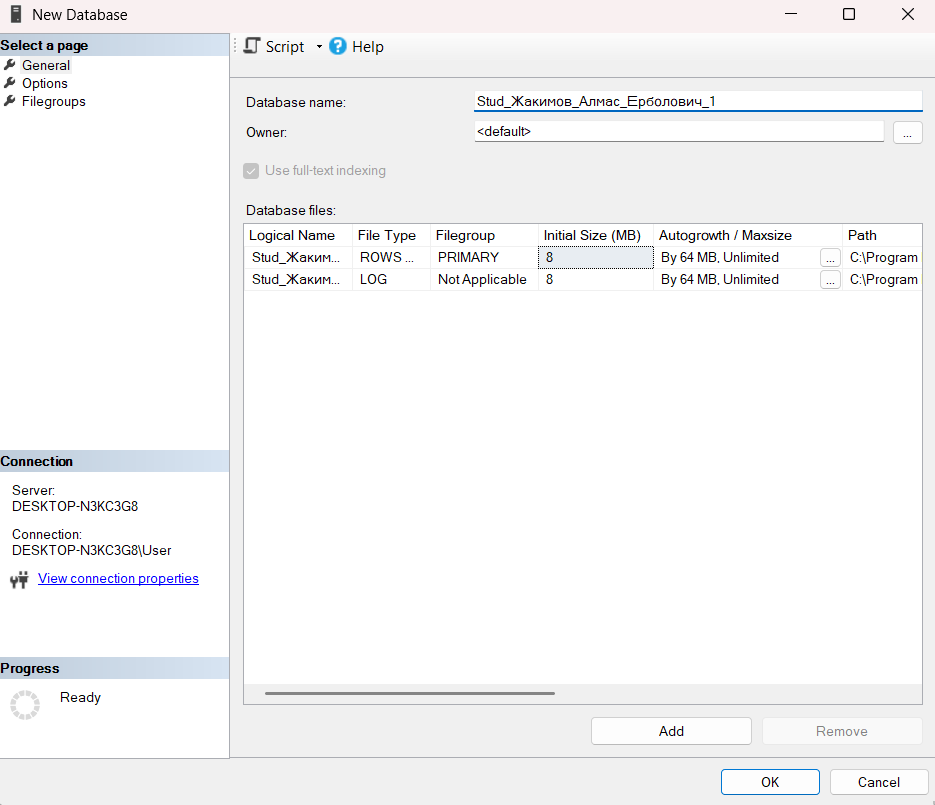 New Database
Select a page
General
Options
Filegroups
Script
Help
Database name:
Stud_Жакимов_Алмас_Ерболович_1
Owner:
<default>
...
Use full-text indexing
Database files:
Logical Name File Type Filegroup Initial Size (MB) Autogrowth / Maxsize Path
Stud_Жаким... ROWS ... PRIMARY 8 By 64 MB, Unlimited ... C:\Program
Stud_Жаким... LOG Not Applicable 8 By 64 MB, Unlimited ... C:\Program
Connection
Server:
DESKTOP-N3KC3G8
Connection:
DESKTOP-N3KC3G8\User
View connection properties
Progress
Ready
Add
Remove
OK
Cancel